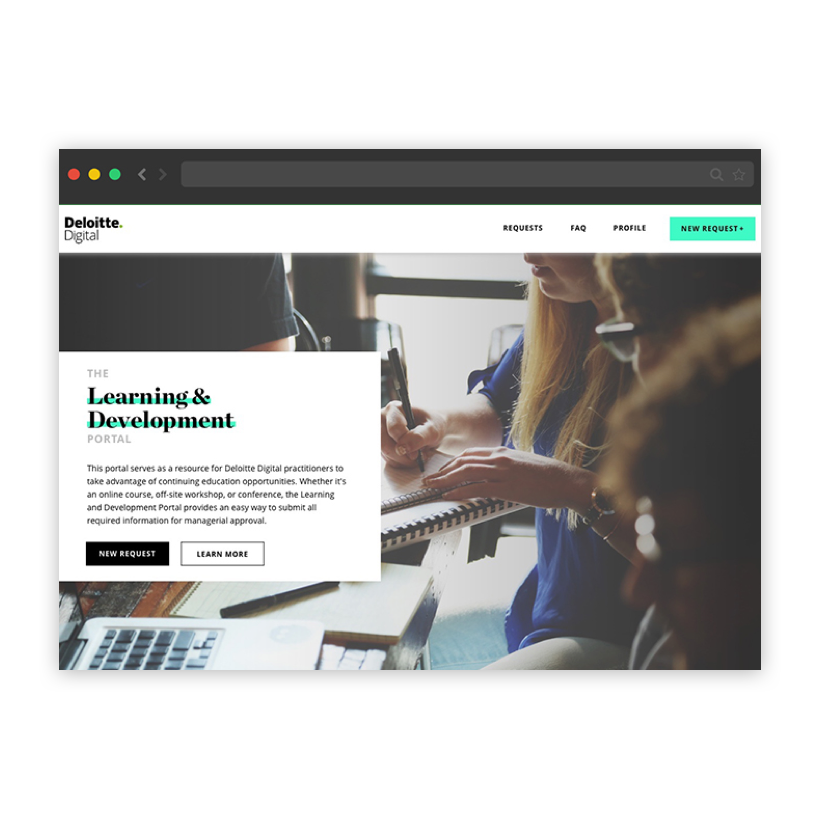 Deloitte.
Digital
REQUESTS FAQ PROFILE NEW REQUEST +
THE
Learning &
Development
PORTAL
This portal serves as a resource for Deloitte Digital practitioners to
take advantage of continuing education opportunities. Whether it's
an online course, off-site workshop, or conference, the Learning
and Development Portal provides an easy way to submit all
required information for managerial approval.
NEW REQUEST LEARN MORE